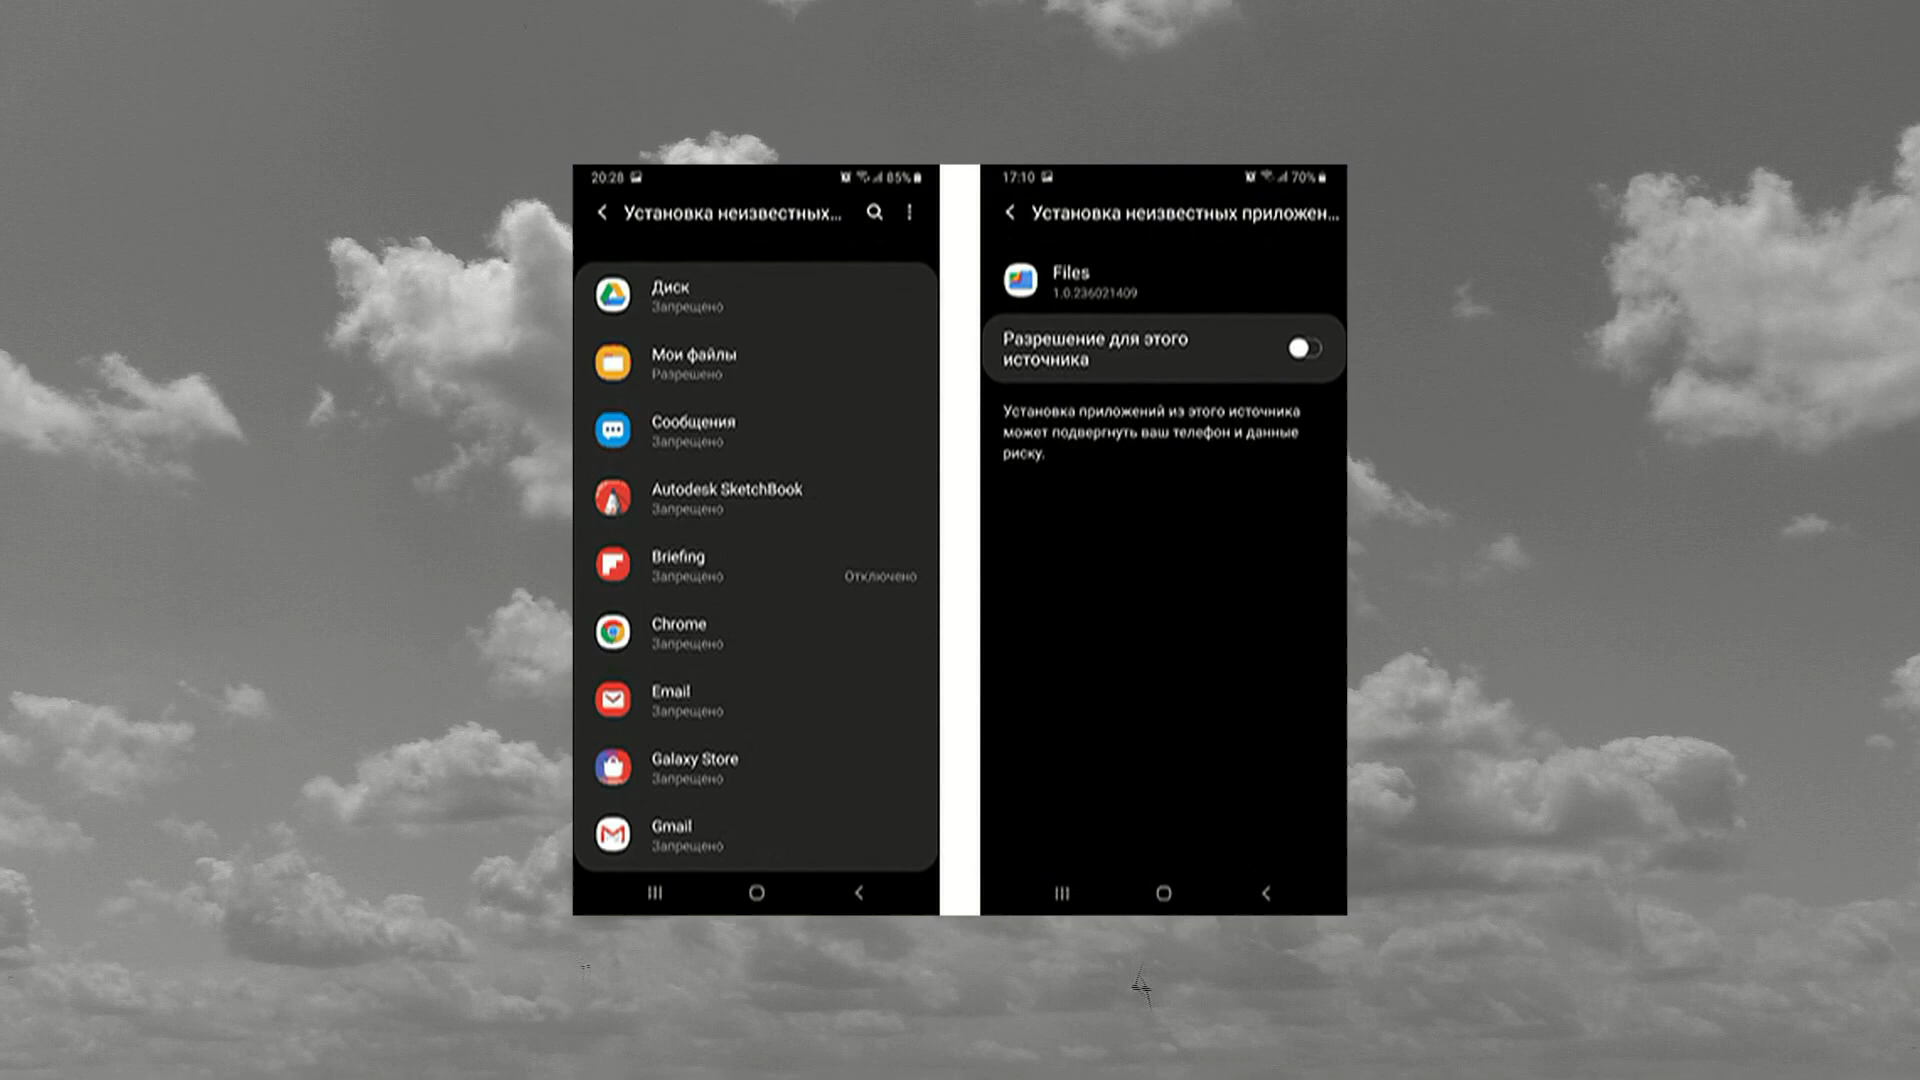 20:28
85%
Установка неизвестных...
Диск
Запрещено
Мои файлы
Разрешено
Сообщения
Запрещено
Autodesk SketchBook
Запрещено
Briefing
Запрещено
Отключено
Chrome
Запрещено
Email
Запрещено
Galaxy Store
Запрещено
Gmail
Запрещено
17:10
70%
Установка неизвестных приложен...
Files
1.0.236021409
Разрешение для этого
источника
Установка приложений из этого источника
может подвергнуть ваш телефон и данные
риску.